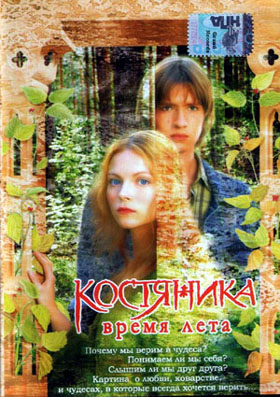 КОСТЯНИКА
время лета
Почему мы верим в чудеса?
Понимаем ли мы себя?
Слышим ли мы друг друга?
Картина о любви, коварстве,
и чудесах, в которые всегда хочется верить...